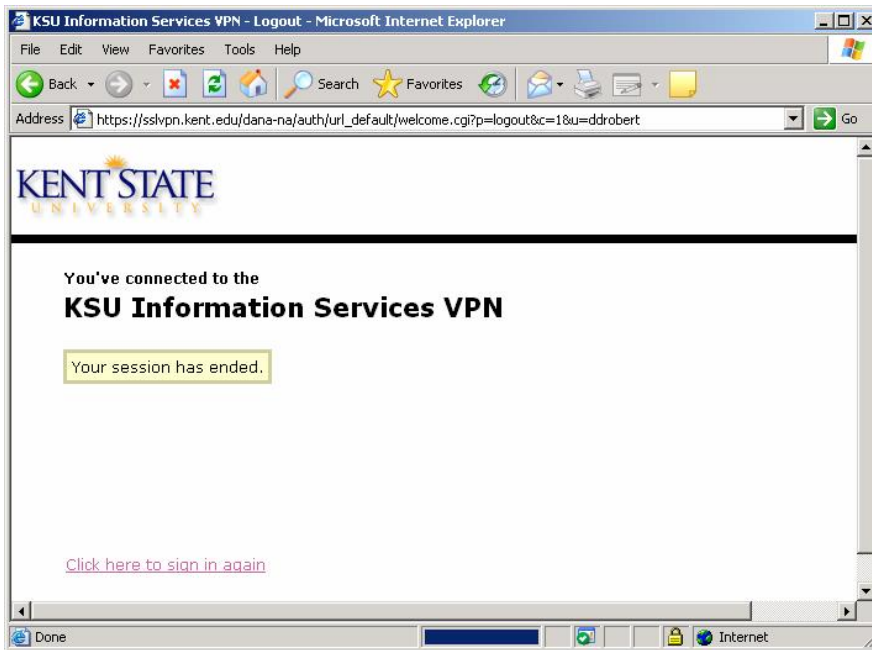 KSU Information Services VPN - Logout - Microsoft Internet Explorer
File Edit View Favorites Tools Help
Back Search Favorites
Address https://sslvpn.kent.edu/dana-na/auth/url_default/welcome.cgi?p=logout&c=1&u=ddrobert Go
KENT STATE
UNIVERSITY
You've connected to the
KSU Information Services VPN
Your session has ended.
Click here to sign in again
Done Internet